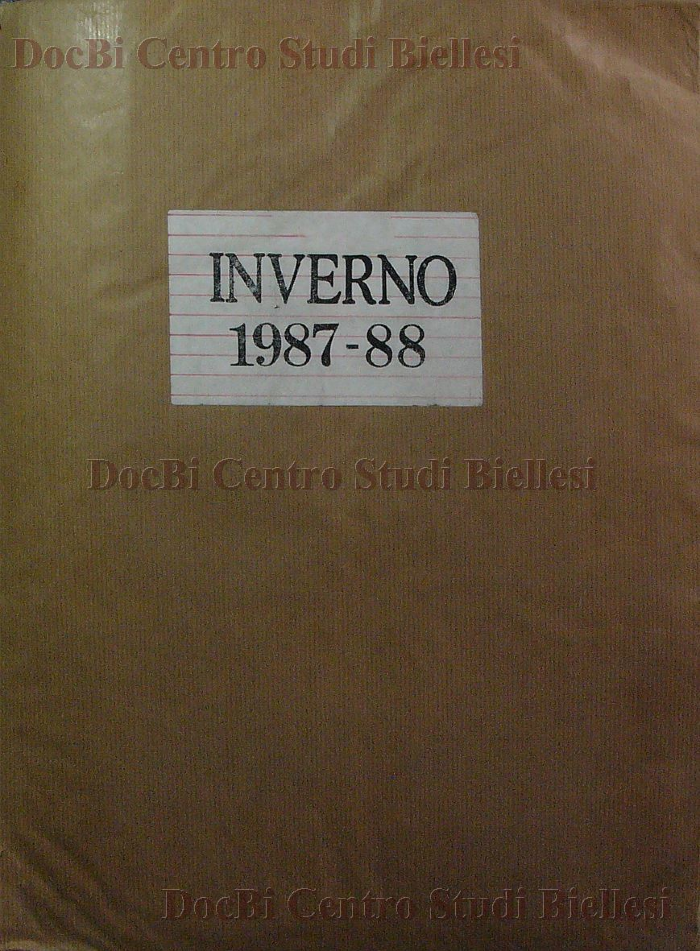 DocBi Centro Studi Biellesi
INVERNO
1987-88
DocBi Centro Studi Biellesi
DocBi Centro Studi Biellesi